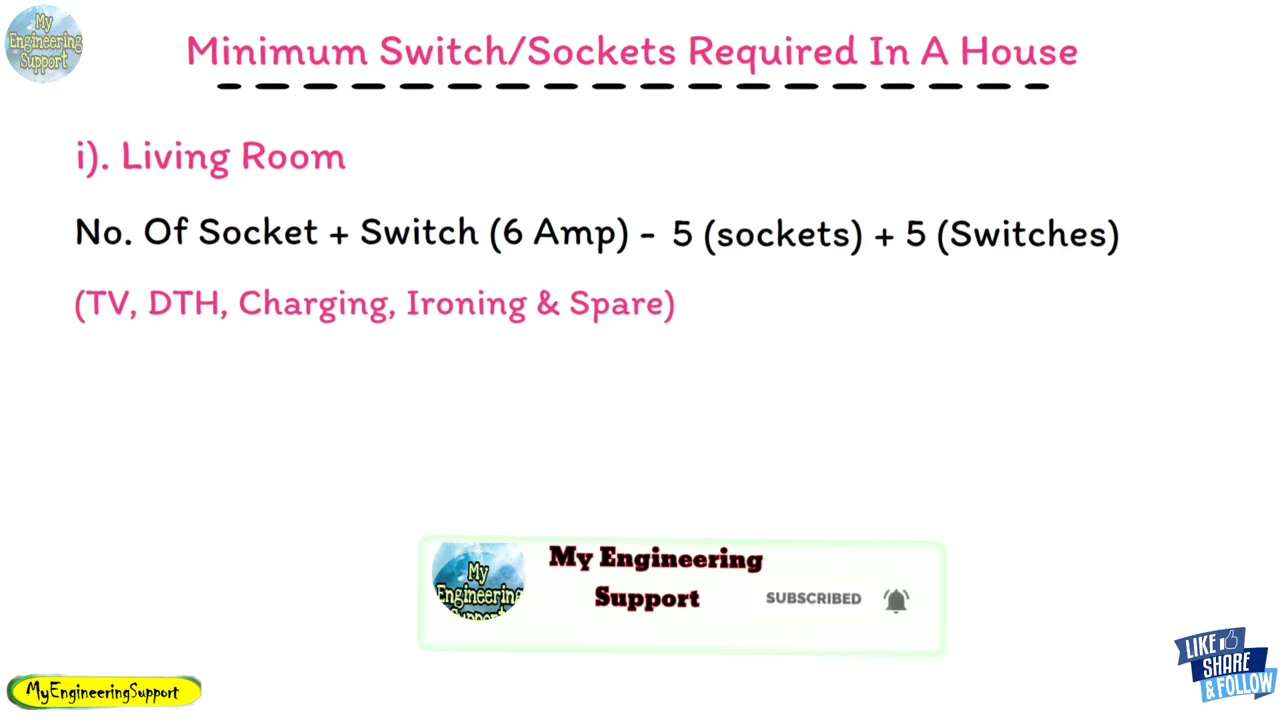 My
Engineering
Support
Minimum Switch/Sockets Required In A House
i). Living Room
No. Of Socket + Switch (6 Amp) - 5 (sockets) + 5 (Switches)
(TV, DTH, Charging, Ironing & Spare)
My
Engineering
Support
My Engineering
Support
SUBSCRIBED
LIKE
SHARE
& FOLLOW
MyEngineeringSupport